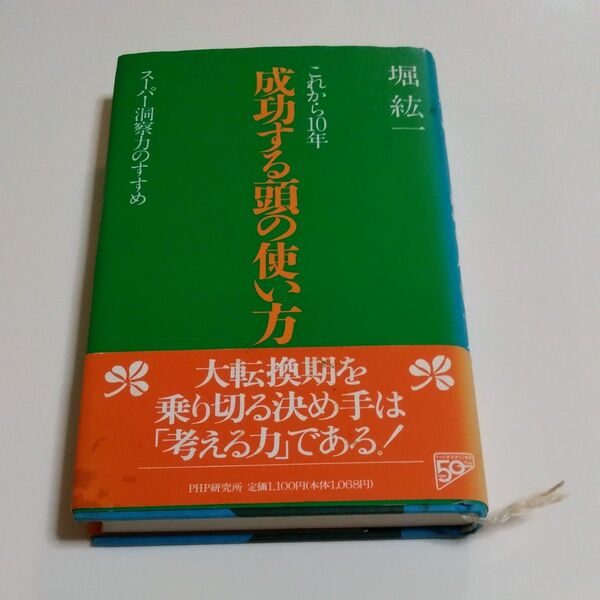 堀 紘一
これから10年
成功する頭の使い方
スーパー洞察力のすすめ
大転換期を
乗り切る決め手は
「考える力」である!
PHP研究所 定価1,100円(本体1,068円)
50